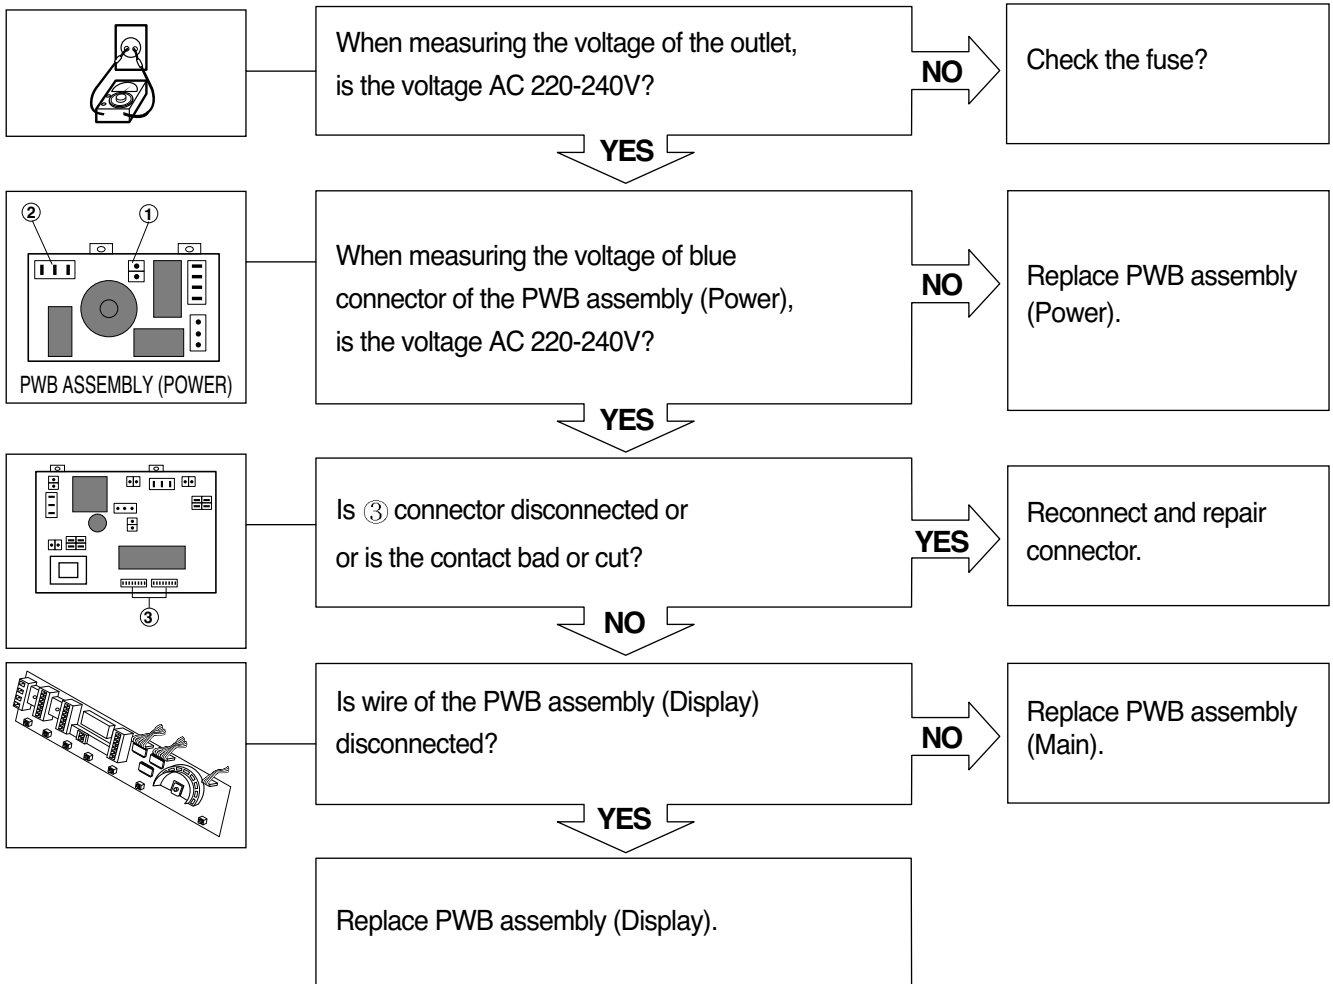 When measuring the voltage of the outlet,
is the voltage AC 220-240V?
NO
Check the fuse?
YES
② ①
PWB ASSEMBLY (POWER)
When measuring the voltage of blue
connector of the PWB assembly (Power),
is the voltage AC 220-240V?
NO
Replace PWB assembly
(Power).
YES
③
Is ③ connector disconnected or
or is the contact bad or cut?
YES
Reconnect and repair
connector.
NO
Is wire of the PWB assembly (Display)
disconnected?
NO
Replace PWB assembly
(Main).
YES
Replace PWB assembly (Display).